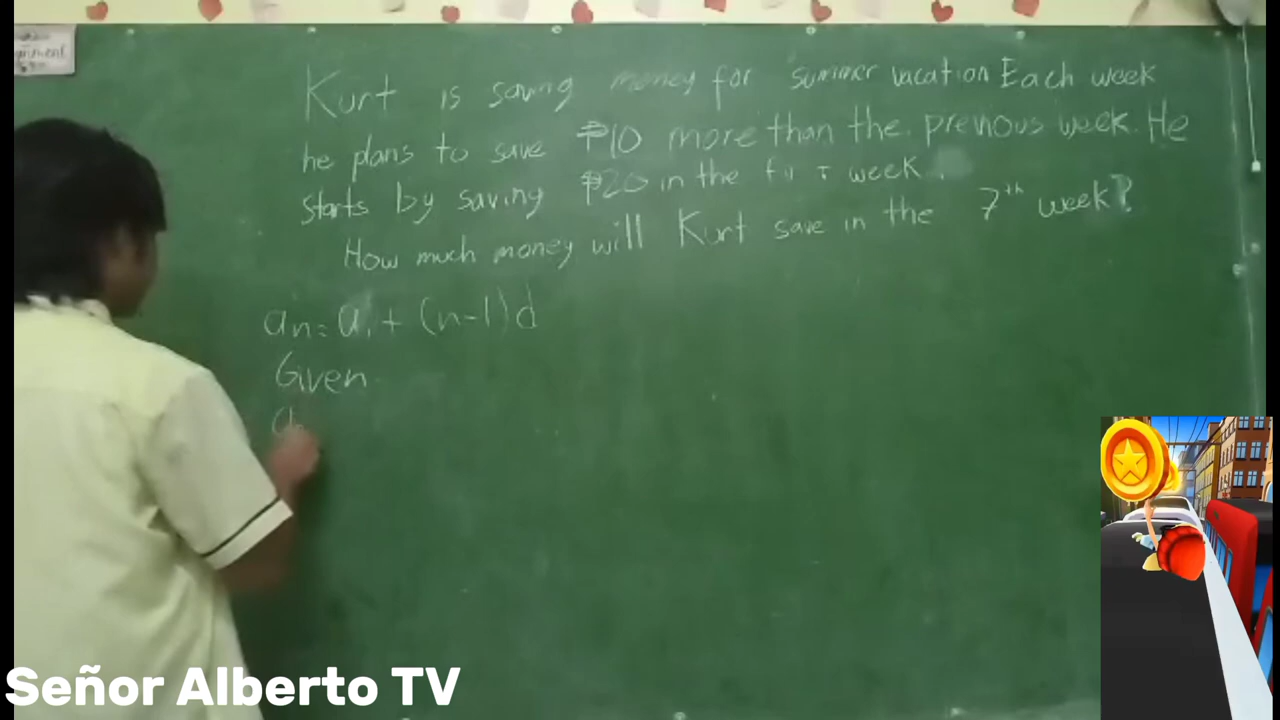 Kurt is saving money for summer vacation Each week
he plans to save ₱10 more than the previous week. He
starts by saving ₱20 in the week.
How much money will Kurt save in the 7th week?
an = a1 + (n-1)d
Given
Señor Alberto TV